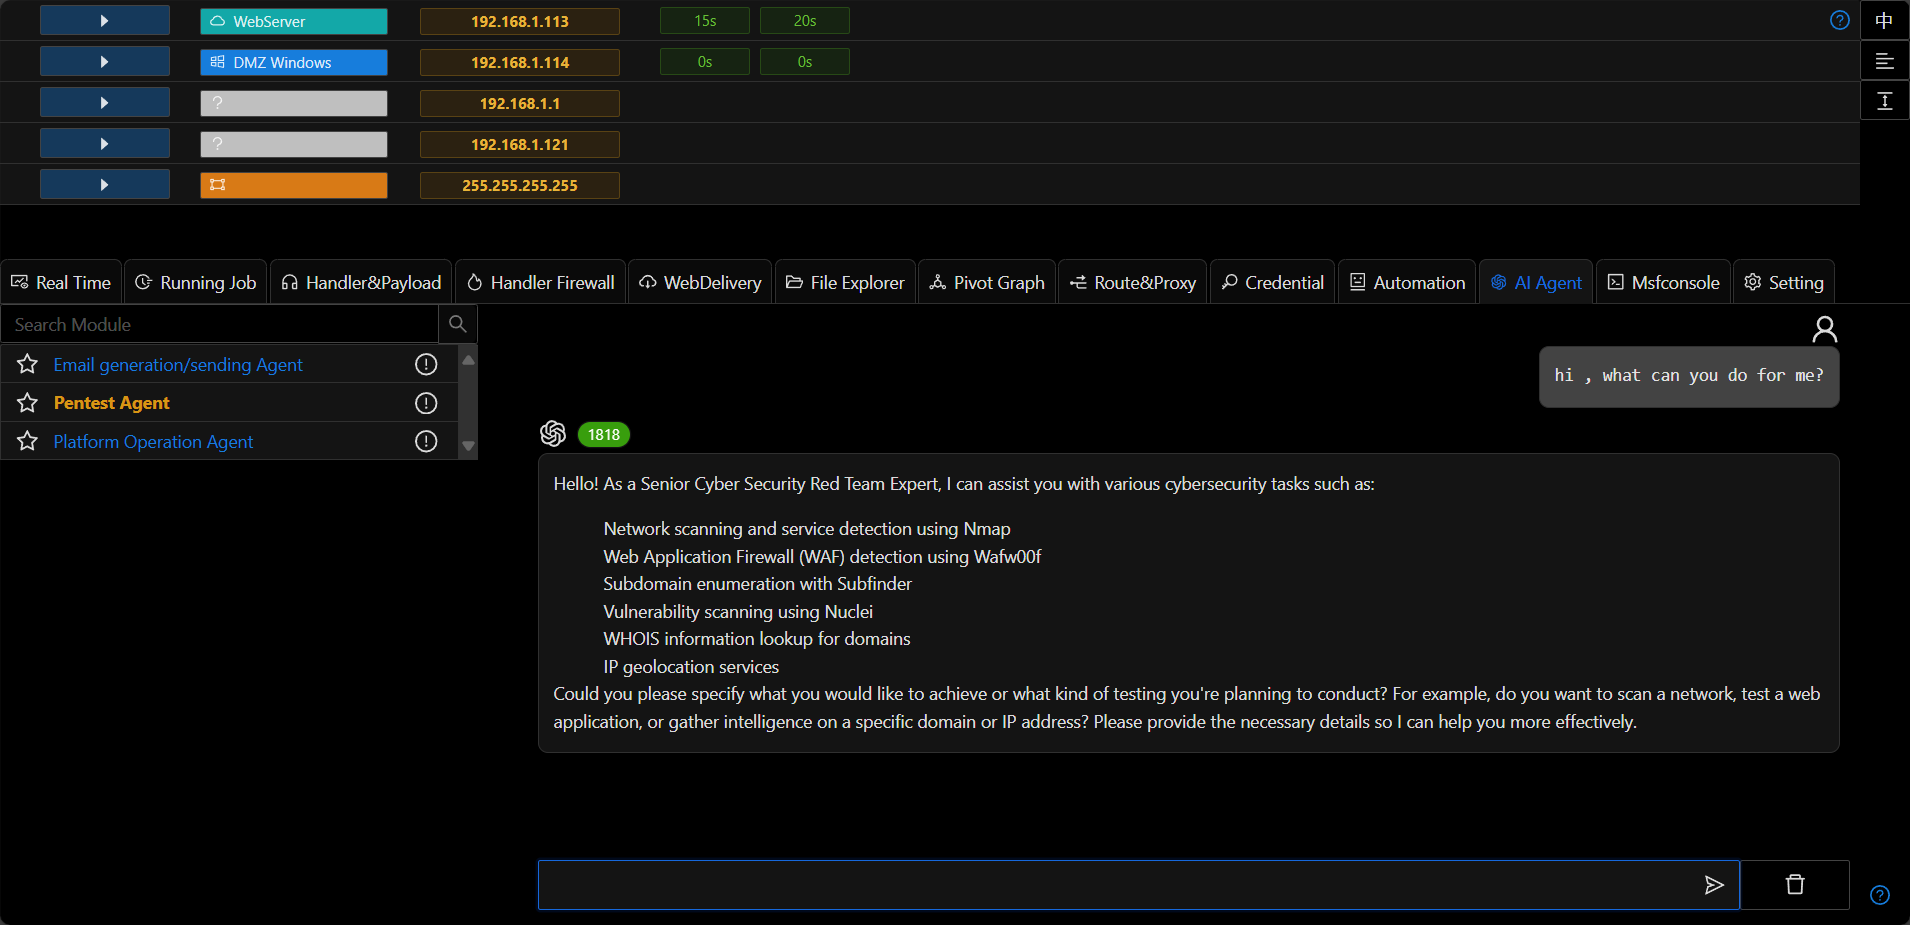 WebServer 192.168.1.113 15s 20s 中
DMZ Windows 192.168.1.114 0s 0s
? 192.168.1.1
? 192.168.1.121
255.255.255.255
Real Time Running Job Handler&Payload Handler Firewall WebDelivery File Explorer Pivot Graph Route&Proxy Credential Automation AI Agent Msfconsole Setting
Search Module
Email generation/sending Agent
Pentest Agent
Platform Operation Agent
hi , what can you do for me?
1818
Hello! As a Senior Cyber Security Red Team Expert, I can assist you with various cybersecurity tasks such as:
Network scanning and service detection using Nmap
Web Application Firewall (WAF) detection using Wafw00f
Subdomain enumeration with Subfinder
Vulnerability scanning using Nuclei
WHOIS information lookup for domains
IP geolocation services
Could you please specify what you would like to achieve or what kind of testing you're planning to conduct? For example, do you want to scan a network, test a web
application, or gather intelligence on a specific domain or IP address? Please provide the necessary details so I can help you more effectively.